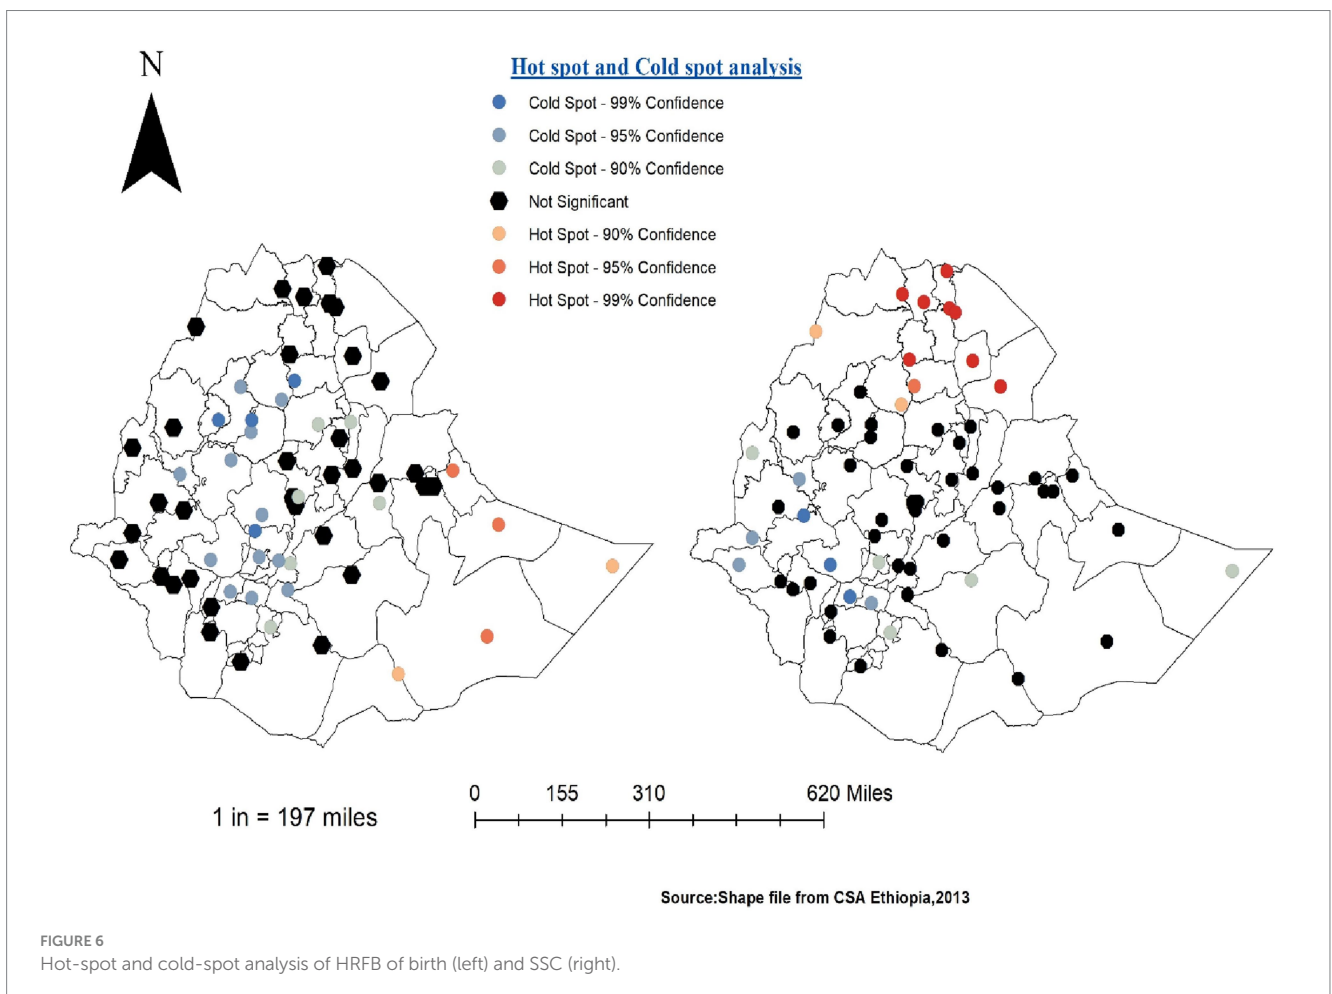 N
Hot spot and Cold spot analysis
Cold Spot - 99% Confidence
Cold Spot - 95% Confidence
Cold Spot - 90% Confidence
Not Significant
Hot Spot - 90% Confidence
Hot Spot - 95% Confidence
Hot Spot - 99% Confidence
0 155 310 620 Miles
1 in = 197 miles
Source:Shape file from CSA Ethiopia,2013
FIGURE 6
Hot-spot and cold-spot analysis of HRFB of birth (left) and SSC (right).